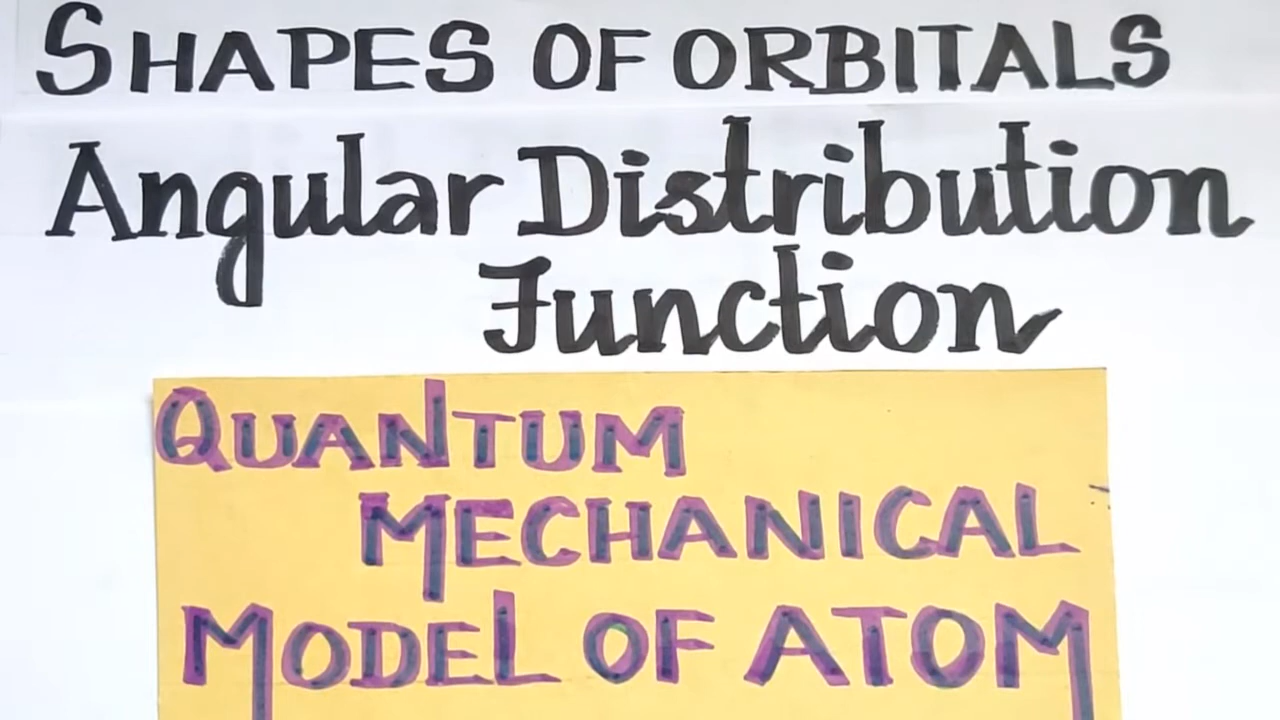 SHAPES OF ORBITALS
Angular Distribution
Function
QUANTUM
MECHANICAL
MODEL OF ATOM